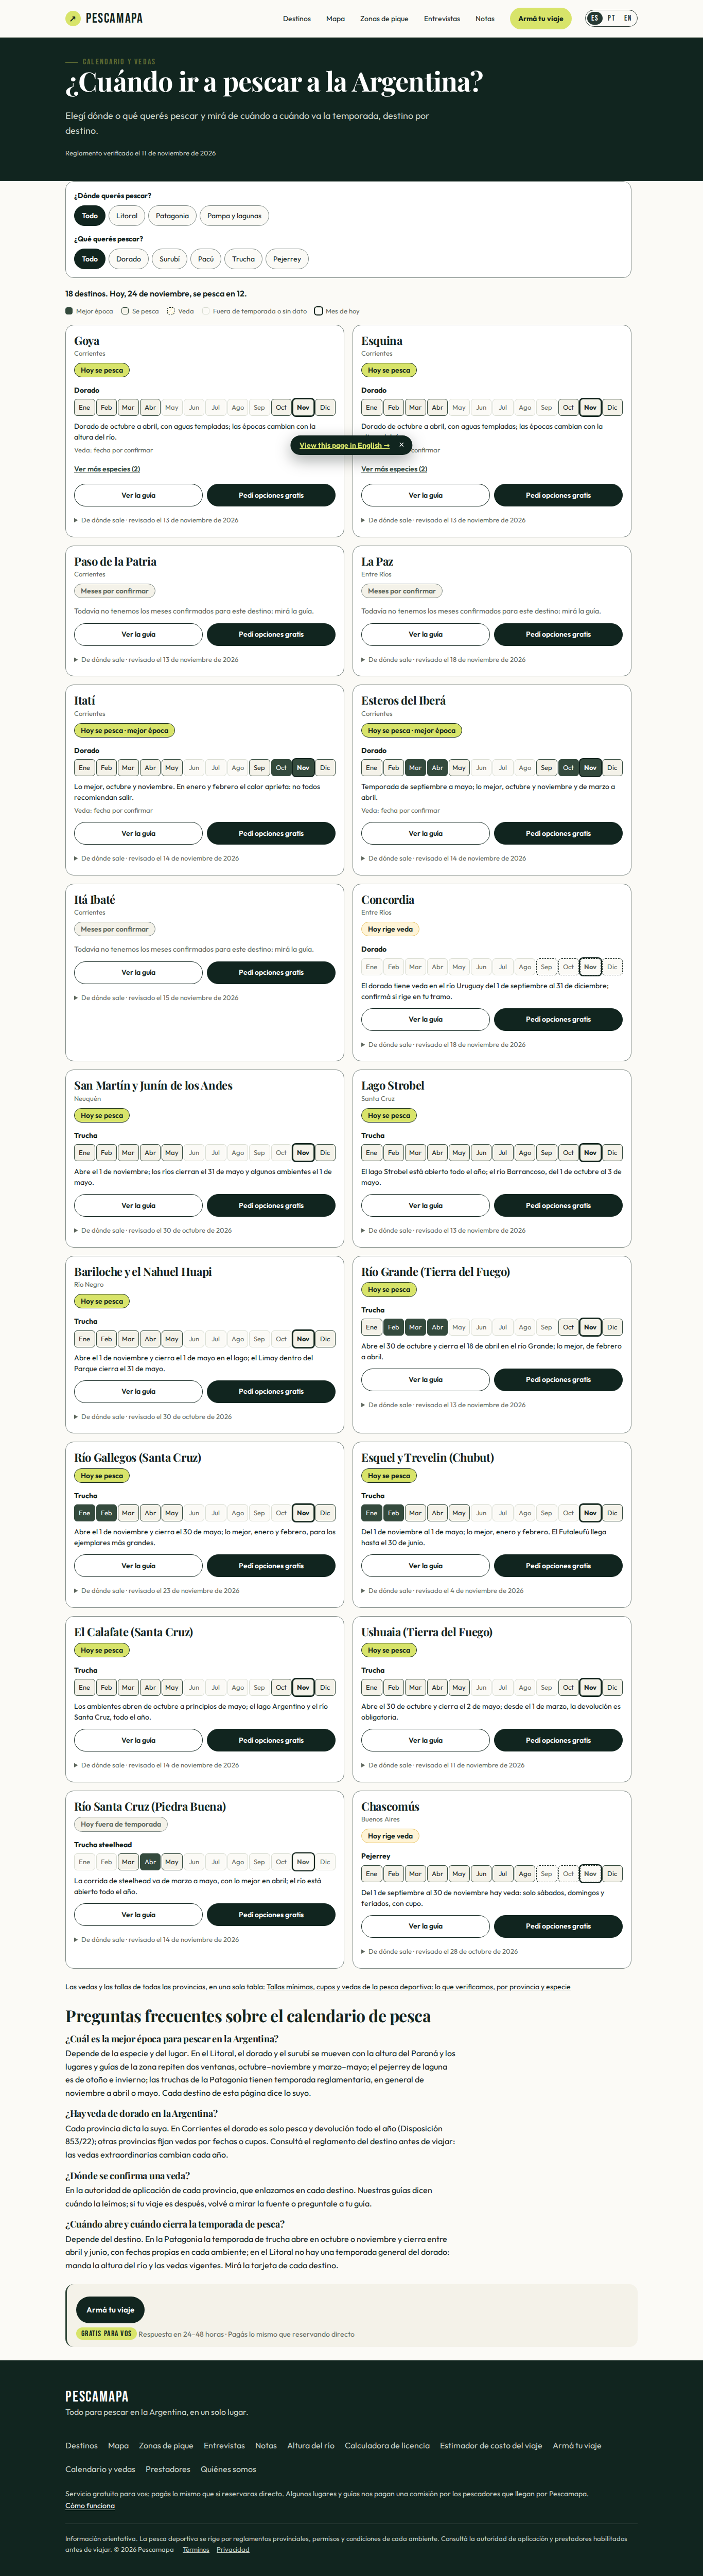 PESCAMAPA
Destinos Mapa Zonas de pique Entrevistas Notas Armá tu viaje ES PT EN
CALENDARIO Y VEDAS
¿Cuándo ir a pescar a la Argentina?
Elegí dónde o qué querés pescar y mirá de cuándo a cuándo va la temporada, destino por
destino.
Reglamento verificado el 11 de noviembre de 2026
¿Dónde querés pescar?
Todo Litoral Patagonia Pampa y lagunas
¿Qué querés pescar?
Todo Dorado Surubí Pacú Trucha Pejerrey
18 destinos. Hoy, 24 de noviembre, se pesca en 12.
Mejor época Se pesca Veda Fuera de temporada o sin dato Mes de hoy
Goya
Corrientes
Hoy se pesca
Dorado
Ene Feb Mar Abr May Jun Jul Ago Sep Oct Nov Dic
Dorado de octubre a abril, con aguas templadas; las épocas cambian con la
altura del río.
Veda: fecha por confirmar
Ver más especies (2)
Ver la guía Pedí opciones gratis
De dónde sale · revisado el 13 de noviembre de 2026
Esquina
Corrientes
Hoy se pesca
Dorado
Ene Feb Mar Abr May Jun Jul Ago Sep Oct Nov Dic
Dorado de octubre a abril, con aguas templadas; las épocas cambian con la
confirmar
Ver más especies (2)
Ver la guía Pedí opciones gratis
De dónde sale · revisado el 13 de noviembre de 2026
View this page in English → ×
Paso de la Patria
Corrientes
Meses por confirmar
Todavía no tenemos los meses confirmados para este destino: mirá la guía.
Ver la guía Pedí opciones gratis
De dónde sale · revisado el 13 de noviembre de 2026
La Paz
Entre Ríos
Meses por confirmar
Todavía no tenemos los meses confirmados para este destino: mirá la guía.
Ver la guía Pedí opciones gratis
De dónde sale · revisado el 18 de noviembre de 2026
Itatí
Corrientes
Hoy se pesca · mejor época
Dorado
Ene Feb Mar Abr May Jun Jul Ago Sep Oct Nov Dic
Lo mejor, octubre y noviembre. En enero y febrero el calor aprieta: no todos
recomiendan salir.
Veda: fecha por confirmar
Ver la guía Pedí opciones gratis
De dónde sale · revisado el 14 de noviembre de 2026
Esteros del Iberá
Corrientes
Hoy se pesca · mejor época
Dorado
Ene Feb Mar Abr May Jun Jul Ago Sep Oct Nov Dic
Temporada de septiembre a mayo; lo mejor, octubre y noviembre y de marzo a
abril.
Veda: fecha por confirmar
Ver la guía Pedí opciones gratis
De dónde sale · revisado el 14 de noviembre de 2026
Itá Ibaté
Corrientes
Meses por confirmar
Todavía no tenemos los meses confirmados para este destino: mirá la guía.
Ver la guía Pedí opciones gratis
De dónde sale · revisado el 15 de noviembre de 2026
Concordia
Entre Ríos
Hoy rige veda
Dorado
Ene Feb Mar Abr May Jun Jul Ago Sep Oct Nov Dic
El dorado tiene veda en el río Uruguay del 1 de septiembre al 31 de diciembre;
confirmá si rige en tu tramo.
Ver la guía Pedí opciones gratis
De dónde sale · revisado el 18 de noviembre de 2026
San Martín y Junín de los Andes
Neuquén
Hoy se pesca
Trucha
Ene Feb Mar Abr May Jun Jul Ago Sep Oct Nov Dic
Abre el 1 de noviembre; los ríos cierran el 31 de mayo y algunos ambientes el 1 de
mayo.
Ver la guía Pedí opciones gratis
De dónde sale · revisado el 30 de octubre de 2026
Lago Strobel
Santa Cruz
Hoy se pesca
Trucha
Ene Feb Mar Abr May Jun Jul Ago Sep Oct Nov Dic
El lago Strobel está abierto todo el año; el río Barrancoso, del 1 de octubre al 3 de
mayo.
Ver la guía Pedí opciones gratis
De dónde sale · revisado el 13 de noviembre de 2026
Bariloche y el Nahuel Huapi
Río Negro
Hoy se pesca
Trucha
Ene Feb Mar Abr May Jun Jul Ago Sep Oct Nov Dic
Abre el 1 de noviembre y cierra el 1 de mayo en el lago; el Limay dentro del
Parque cierra el 31 de mayo.
Ver la guía Pedí opciones gratis
De dónde sale · revisado el 30 de octubre de 2026
Río Grande (Tierra del Fuego)
Hoy se pesca
Trucha
Ene Feb Mar Abr May Jun Jul Ago Sep Oct Nov Dic
Abre el 30 de octubre y cierra el 18 de abril en el río Grande; lo mejor, de febrero
a abril.
Ver la guía Pedí opciones gratis
De dónde sale · revisado el 13 de noviembre de 2026
Río Gallegos (Santa Cruz)
Hoy se pesca
Trucha
Ene Feb Mar Abr May Jun Jul Ago Sep Oct Nov Dic
Abre el 1 de noviembre y cierra el 30 de mayo; lo mejor, enero y febrero, para los
ejemplares más grandes.
Ver la guía Pedí opciones gratis
De dónde sale · revisado el 23 de noviembre de 2026
Esquel y Trevelin (Chubut)
Hoy se pesca
Trucha
Ene Feb Mar Abr May Jun Jul Ago Sep Oct Nov Dic
Del 1 de noviembre al 1 de mayo; lo mejor, enero y febrero. El Futaleufú llega
hasta el 30 de junio.
Ver la guía Pedí opciones gratis
De dónde sale · revisado el 4 de noviembre de 2026
El Calafate (Santa Cruz)
Hoy se pesca
Trucha
Ene Feb Mar Abr May Jun Jul Ago Sep Oct Nov Dic
Los ambientes abren de octubre a principios de mayo; el lago Argentino y el río
Santa Cruz, todo el año.
Ver la guía Pedí opciones gratis
De dónde sale · revisado el 14 de noviembre de 2026
Ushuaia (Tierra del Fuego)
Hoy se pesca
Trucha
Ene Feb Mar Abr May Jun Jul Ago Sep Oct Nov Dic
Abre el 30 de octubre y cierra el 2 de mayo; desde el 1 de marzo, la devolución es
obligatoria.
Ver la guía Pedí opciones gratis
De dónde sale · revisado el 11 de noviembre de 2026
Río Santa Cruz (Piedra Buena)
Hoy fuera de temporada
Trucha steelhead
Ene Feb Mar Abr May Jun Jul Ago Sep Oct Nov Dic
La corrida de steelhead va de marzo a mayo, con lo mejor en abril; el río está
abierto todo el año.
Ver la guía Pedí opciones gratis
De dónde sale · revisado el 14 de noviembre de 2026
Chascomús
Buenos Aires
Hoy rige veda
Pejerrey
Ene Feb Mar Abr May Jun Jul Ago Sep Oct Nov Dic
Del 1 de septiembre al 30 de noviembre hay veda: solo sábados, domingos y
feriados, con cupo.
Ver la guía Pedí opciones gratis
De dónde sale · revisado el 28 de octubre de 2026
Las vedas y las tallas de todas las provincias, en una sola tabla: Tallas mínimas, cupos y vedas de la pesca deportiva: lo que verificamos, por provincia y especie
Preguntas frecuentes sobre el calendario de pesca
¿Cuál es la mejor época para pescar en la Argentina?
Depende de la especie y del lugar. En el Litoral, el dorado y el surubí se mueven con la altura del Paraná y los
lugares y guías de la zona repiten dos ventanas, octubre–noviembre y marzo–mayo; el pejerrey de laguna
es de otoño e invierno; las truchas de la Patagonia tienen temporada reglamentaria, en general de
noviembre a abril o mayo. Cada destino de esta página dice lo suyo.
¿Hay veda de dorado en la Argentina?
Cada provincia dicta la suya. En Corrientes el dorado es solo pesca y devolución todo el año (Disposición
853/22); otras provincias fijan vedas por fechas o cupos. Consultá el reglamento del destino antes de viajar:
las vedas extraordinarias cambian cada año.
¿Dónde se confirma una veda?
En la autoridad de aplicación de cada provincia, que enlazamos en cada destino. Nuestras guías dicen
cuándo la leímos; si tu viaje es después, volvé a mirar la fuente o preguntale a tu guía.
¿Cuándo abre y cuándo cierra la temporada de pesca?
Depende del destino. En la Patagonia la temporada de trucha abre en octubre o noviembre y cierra entre
abril y junio, con fechas propias en cada ambiente; en el Litoral no hay una temporada general del dorado:
manda la altura del río y las vedas vigentes. Mirá la tarjeta de cada destino.
Armá tu viaje
GRATIS PARA VOS Respuesta en 24–48 horas · Pagás lo mismo que reservando directo
PESCAMAPA
Todo para pescar en la Argentina, en un solo lugar.
Destinos Mapa Zonas de pique Entrevistas Notas Altura del río Calculadora de licencia Estimador de costo del viaje Armá tu viaje
Calendario y vedas Prestadores Quiénes somos
Servicio gratuito para vos: pagás lo mismo que si reservaras directo. Algunos lugares y guías nos pagan una comisión por los pescadores que llegan por Pescamapa.
Cómo funciona
Información orientativa. La pesca deportiva se rige por reglamentos provinciales, permisos y condiciones de cada ambiente. Consultá la autoridad de aplicación y prestadores habilitados
antes de viajar. © 2026 Pescamapa Términos Privacidad